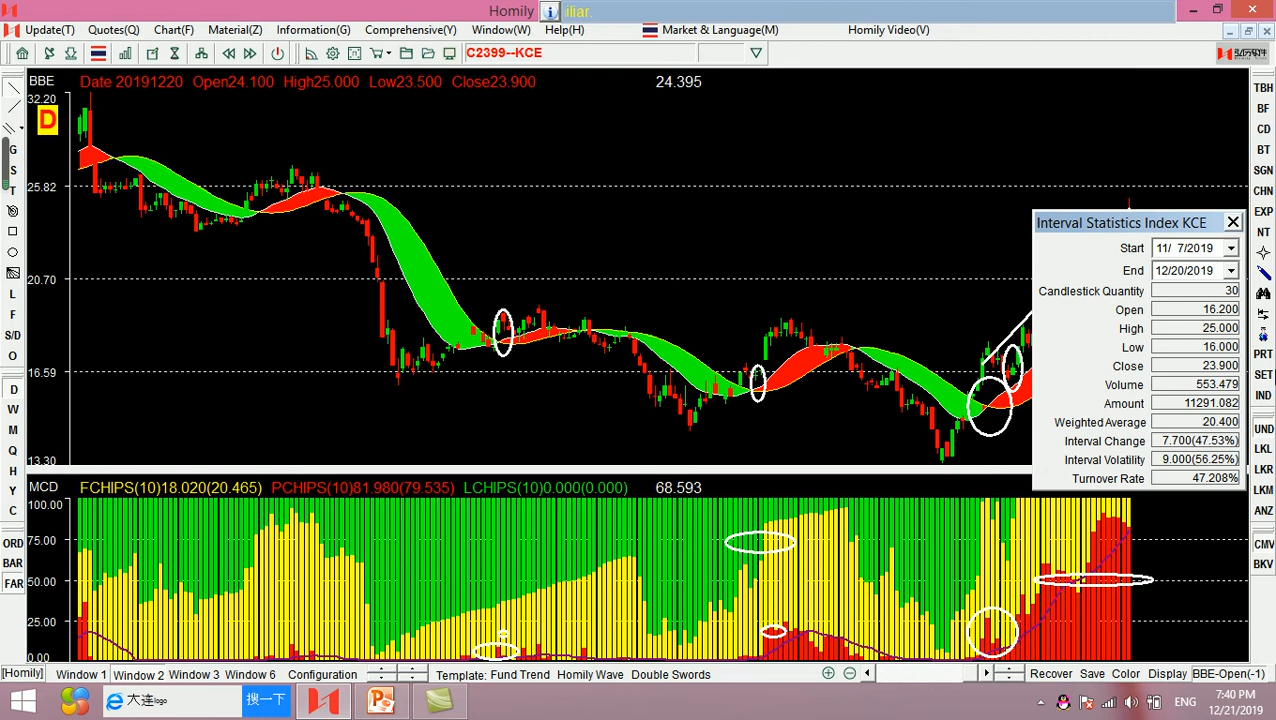 Homily iliar.
Update(T) Quotes(Q) Chart(F) Material(Z) Information(G) Comprehensive(Y) Window(W) Help(H) Market & Language(M) Homily Video(V)
C2399--KCE
BBE Date 20191220 Open24.100 High25.000 Low23.500 Close23.900 24.395
32.20
D
25.82
20.70
16.59
13.30
Interval Statistics Index KCE
Start 11/ 7/2019
End 12/20/2019
Candlestick Quantity 30
Open 16.200
High 25.000
Low 16.000
Close 23.900
Volume 553.479
Amount 11291.082
Weighted Average 20.400
Interval Change 7.700(47.53%)
Interval Volatility 9.000(56.25%)
Turnover Rate 47.208%
MCD FCHIPS(10)18.020(20.465) PCHIPS(10)81.980(79.535) LCHIPS(10)0.000(0.000) 68.593
100.00
75.00
50.00
25.00
0.00
G
S
T
L
F
S/D
O
D
W
M
Q
H
Y
C
ORD
BAR
FAR
TBH
BF
CD
BT
SGN
CHN
EXP
NT
PRT
SET
IND
UND
LKL
LKR
LKM
ANZ
CMV
BKV
[Homily] Window 1 Window 2 Window 3 Window 6 Configuration Template: Fund Trend Homily Wave Double Swords Recover Save Color Display BBE-Open(-1)
大连logo 搜一下 ENG 7:40 PM
12/21/2019